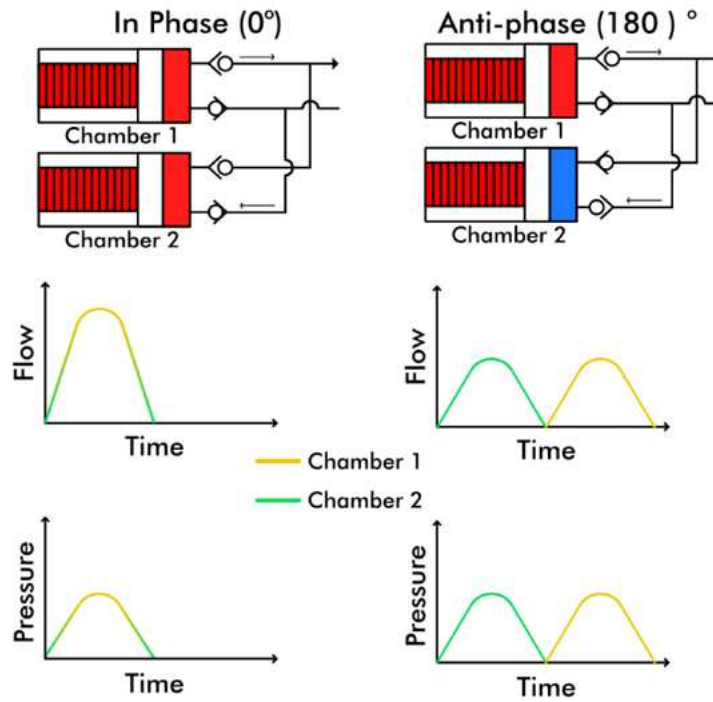 In Phase (0°)
Chamber 1
Chamber 2
Anti-phase (180 ) °
Chamber 1
Chamber 2
Flow
Time
Flow
Time
Chamber 1
Chamber 2
Pressure
Time
Pressure
Time